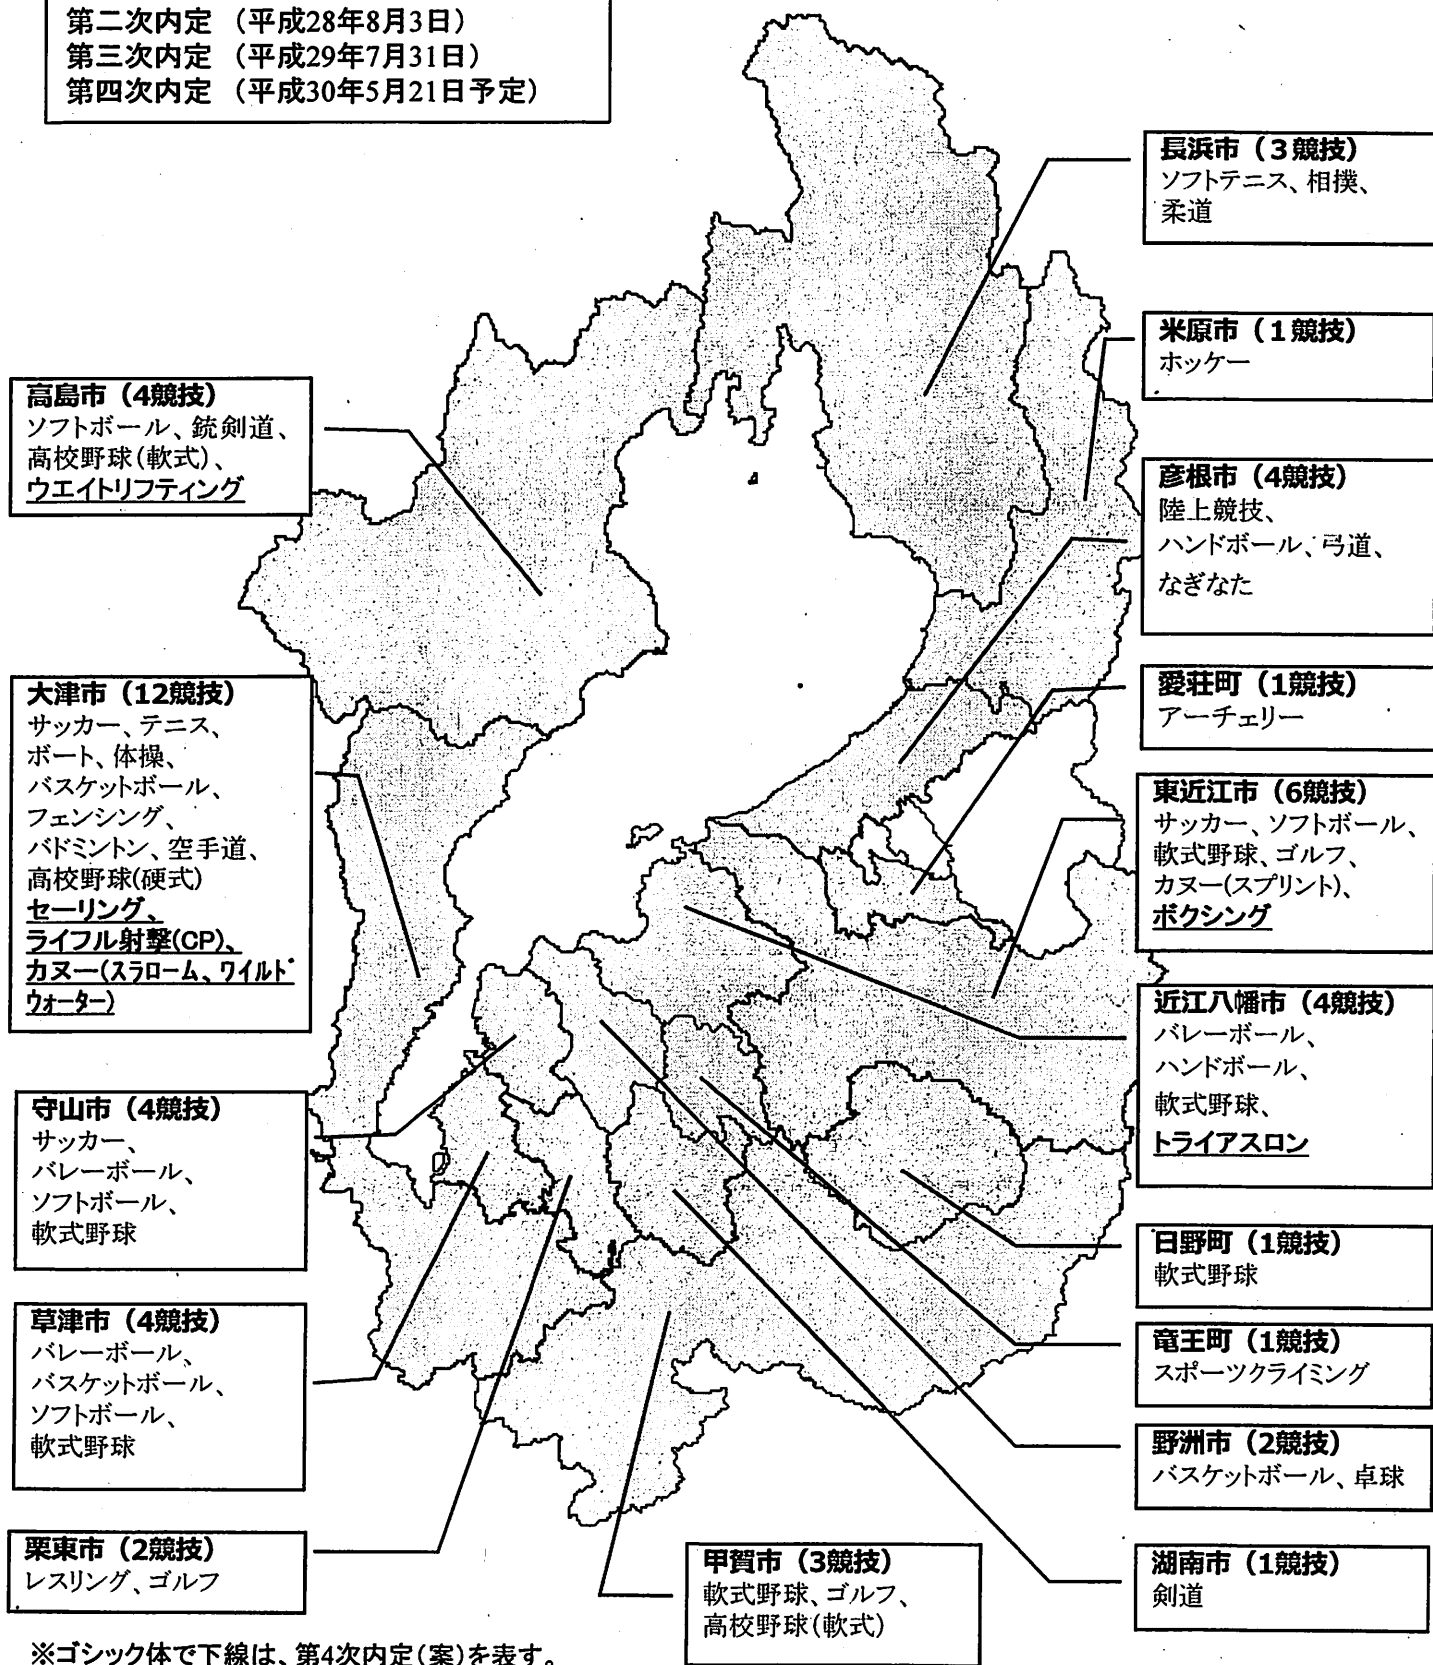 第二次内定 （平成28年8月3日）
第三次内定 （平成29年7月31日）
第四次内定 （平成30年5月21日予定）
長浜市（３競技）
ソフトテニス、相撲、
柔道
米原市（１競技）
ホッケー
高島市（4競技）
ソフトボール、銃剣道、
高校野球(軟式)、
ウエイトリフティング
彦根市（4競技）
陸上競技、
ハンドボール、弓道、
なぎなた
大津市（12競技）
サッカー、テニス、
ボート、体操、
バスケットボール、
フェンシング、
バドミントン、空手道、
高校野球(硬式)
セーリング、
ライフル射撃(CP)、
カヌー(スラローム、ワイルド
ウォーター)
愛荘町（1競技）
アーチェリー
東近江市（6競技）
サッカー、ソフトボール、
軟式野球、ゴルフ、
カヌー(スプリント)、
ボクシング
近江八幡市（4競技）
バレーボール、
ハンドボール、
軟式野球、
トライアスロン
守山市（4競技）
サッカー、
バレーボール、
ソフトボール、
軟式野球
日野町（1競技）
軟式野球
草津市（4競技）
バレーボール、
バスケットボール、
ソフトボール、
軟式野球
竜王町（1競技）
スポーツクライミング
野洲市（2競技）
バスケットボール、卓球
栗東市（2競技）
レスリング、ゴルフ
甲賀市（3競技）
軟式野球、ゴルフ、
高校野球(軟式)
湖南市（1競技）
剣道
※ゴシック体で下線は、第4次内定(案)を表す。